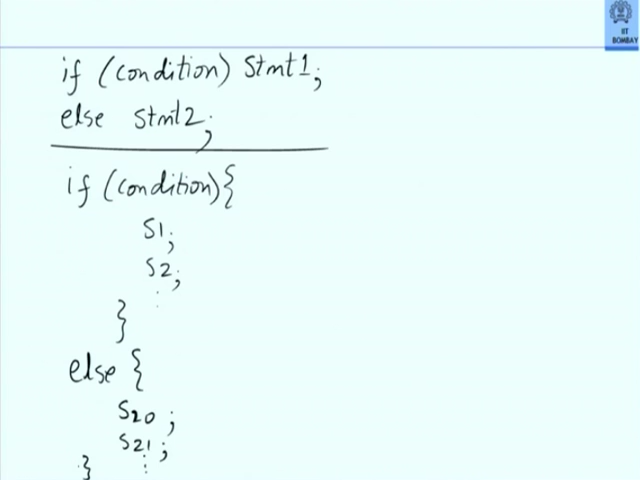 IIT
BOMBAY
if (condition) Stmt1;
else stmt2;
if (condition){
S1;
S2;
:
}
else {
S20;
S21;
} :